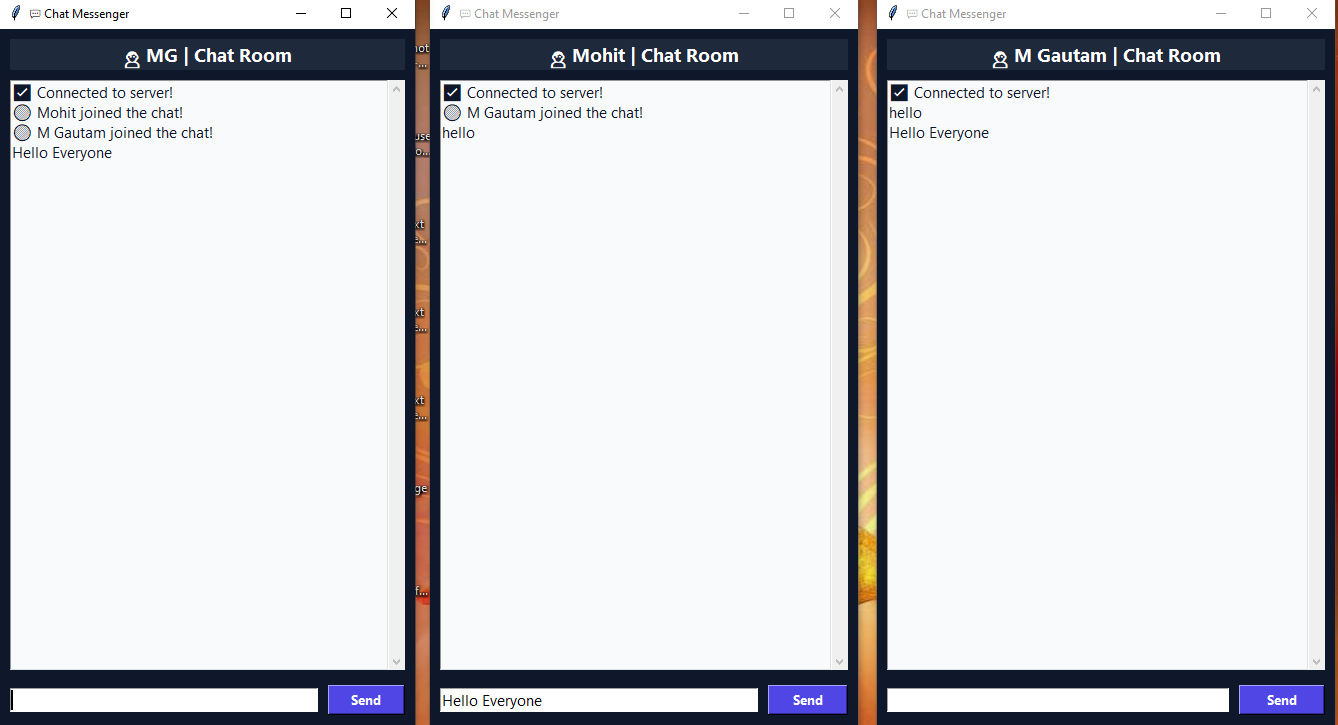 Chat Messenger
MG | Chat Room
Connected to server!
Mohit joined the chat!
M Gautam joined the chat!
Hello Everyone
Send
Chat Messenger
Mohit | Chat Room
Connected to server!
M Gautam joined the chat!
hello
Hello Everyone
Send
Chat Messenger
M Gautam | Chat Room
Connected to server!
hello
Hello Everyone
Send